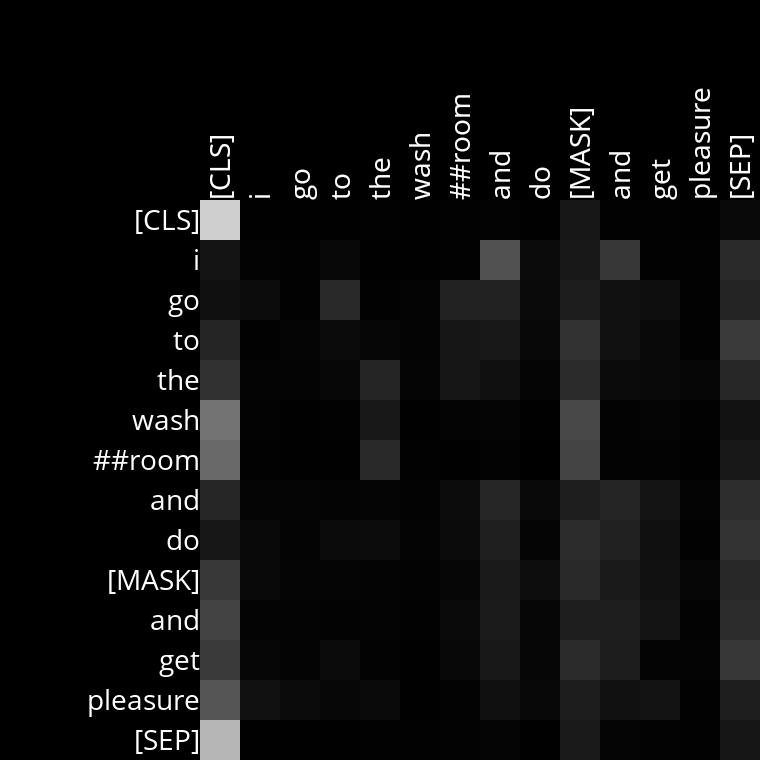 [CLS] i go to the wash ##room and do [MASK] and get pleasure [SEP]
[CLS]
i
go
to
the
wash
##room
and
do
[MASK]
and
get
pleasure
[SEP]